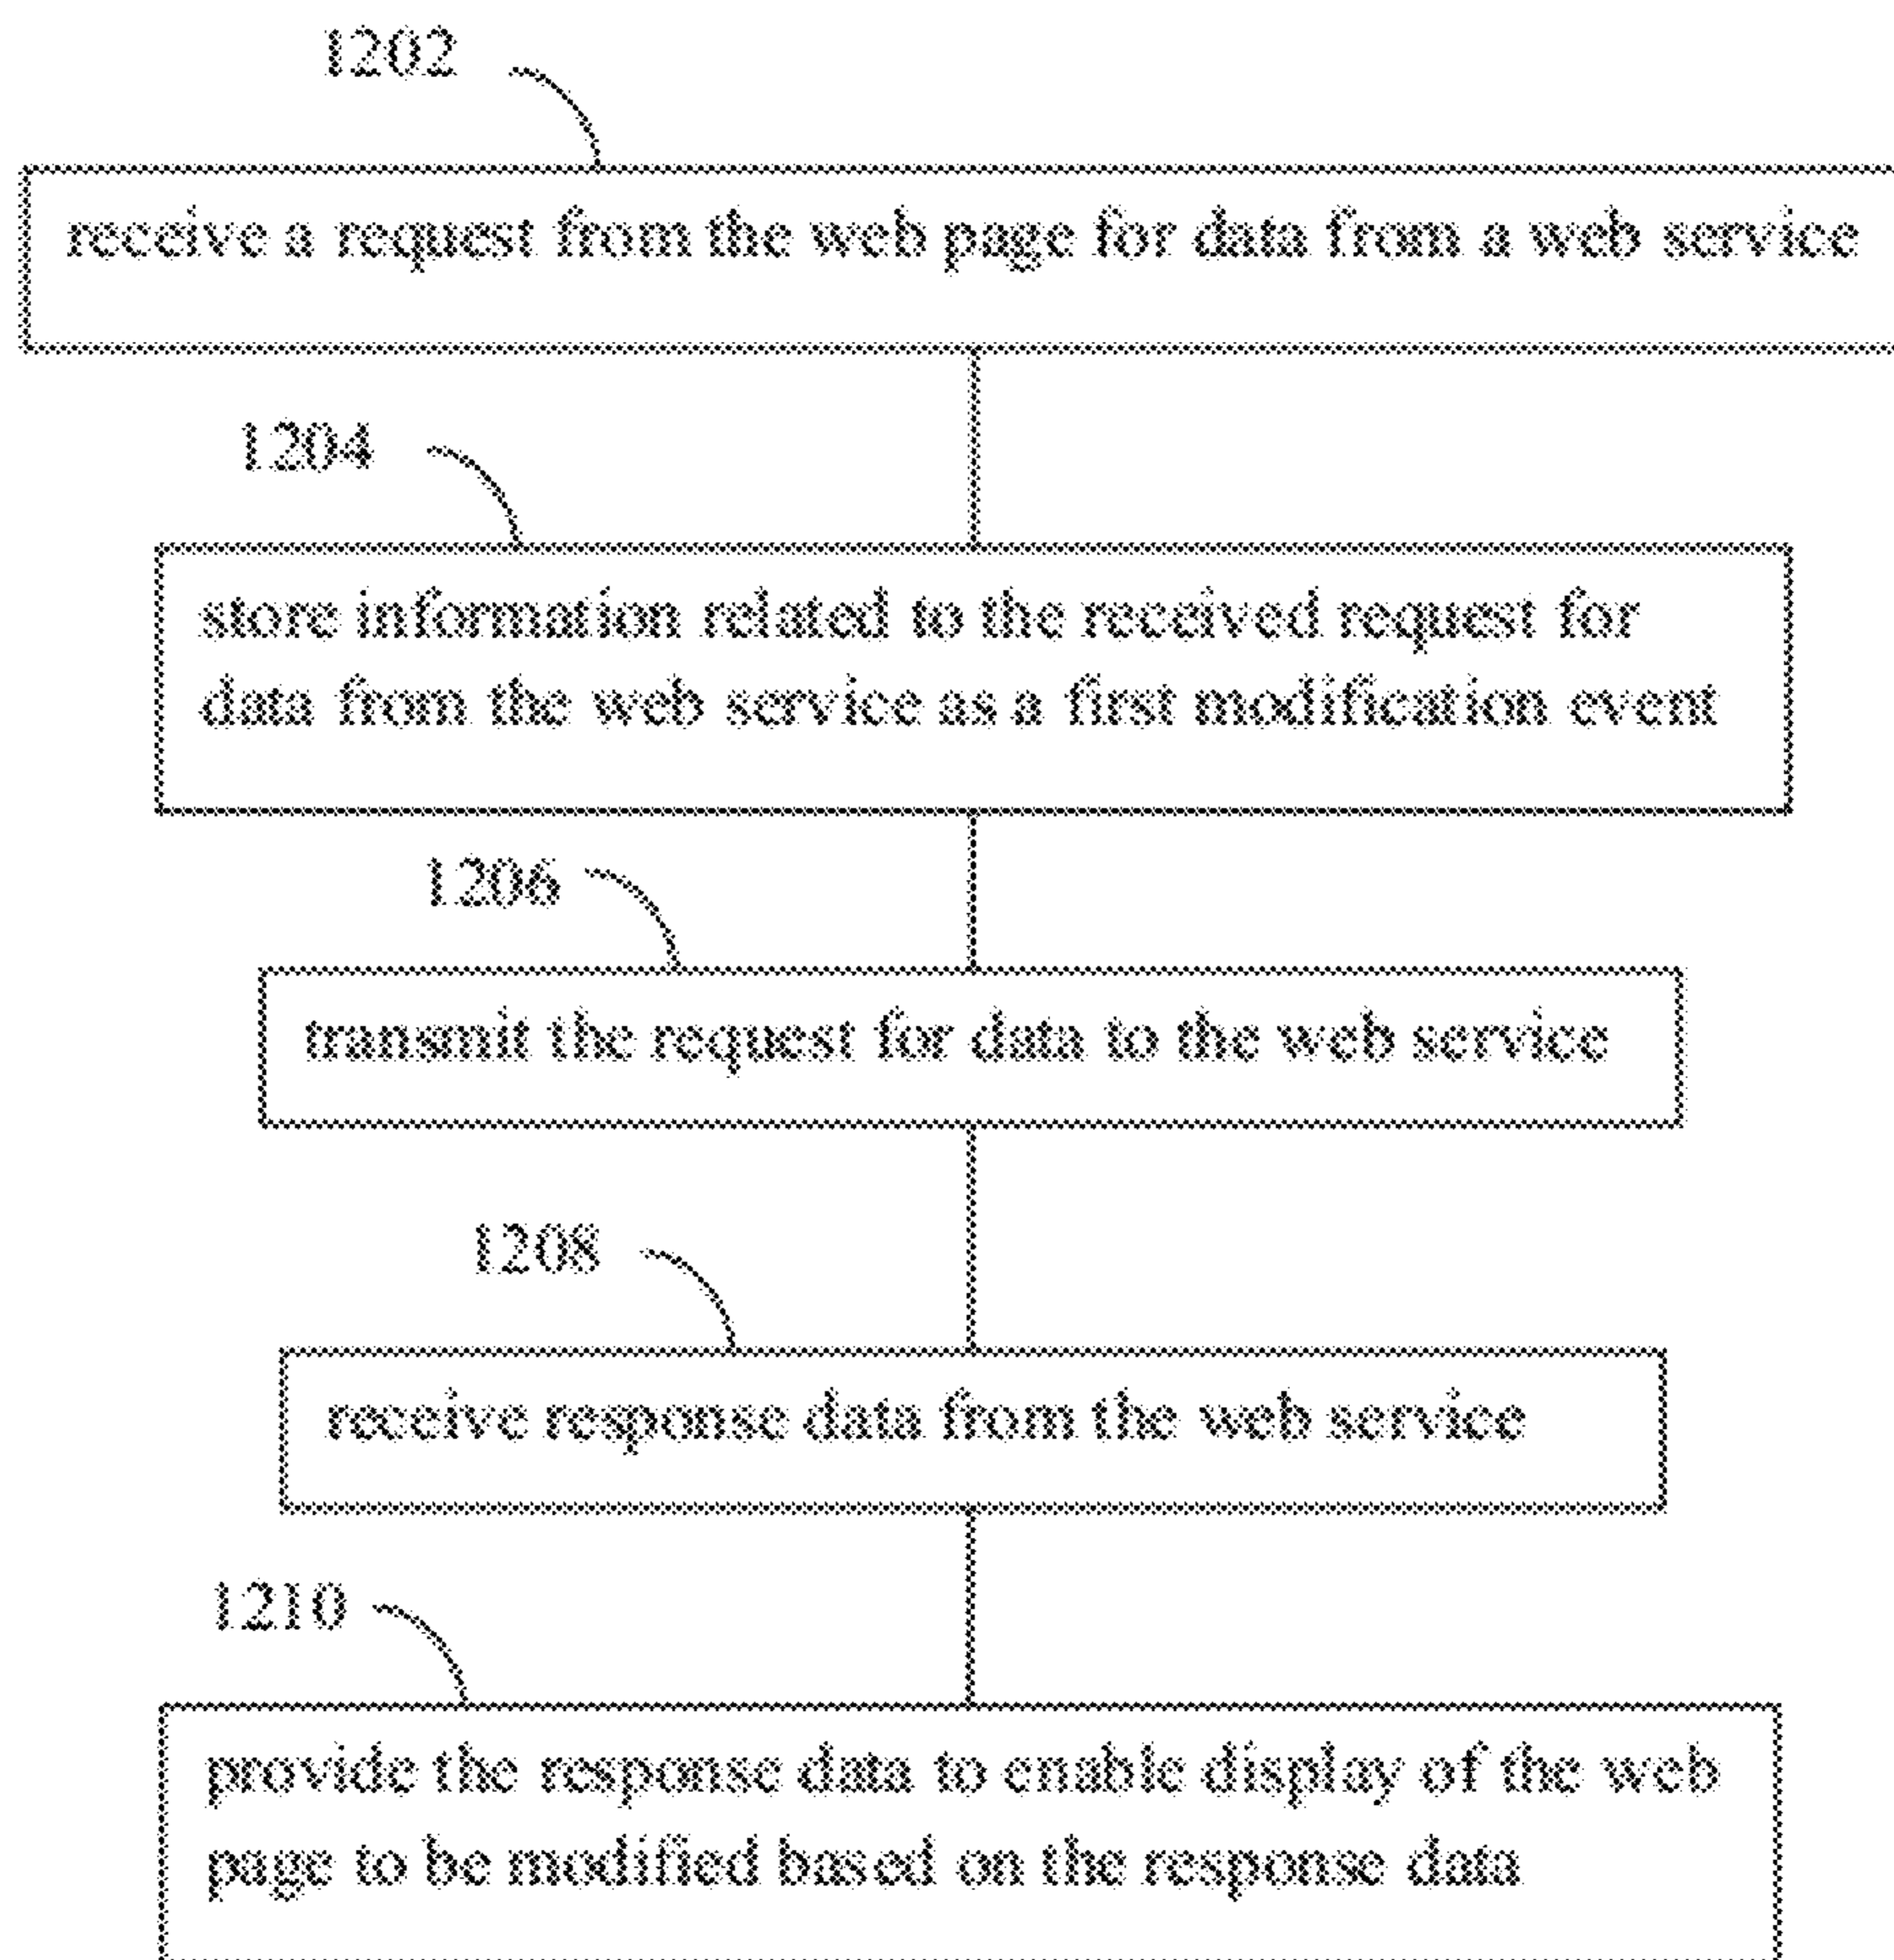 1202
receive a request from the web page for data from a web service
1204
store information related to the received request for
data from the web service as a first modification event
1206
transmit the request for data to the web service
1208
receive response data from the web service
1210
provide the response data to enable display of the web
page to be modified based on the response data